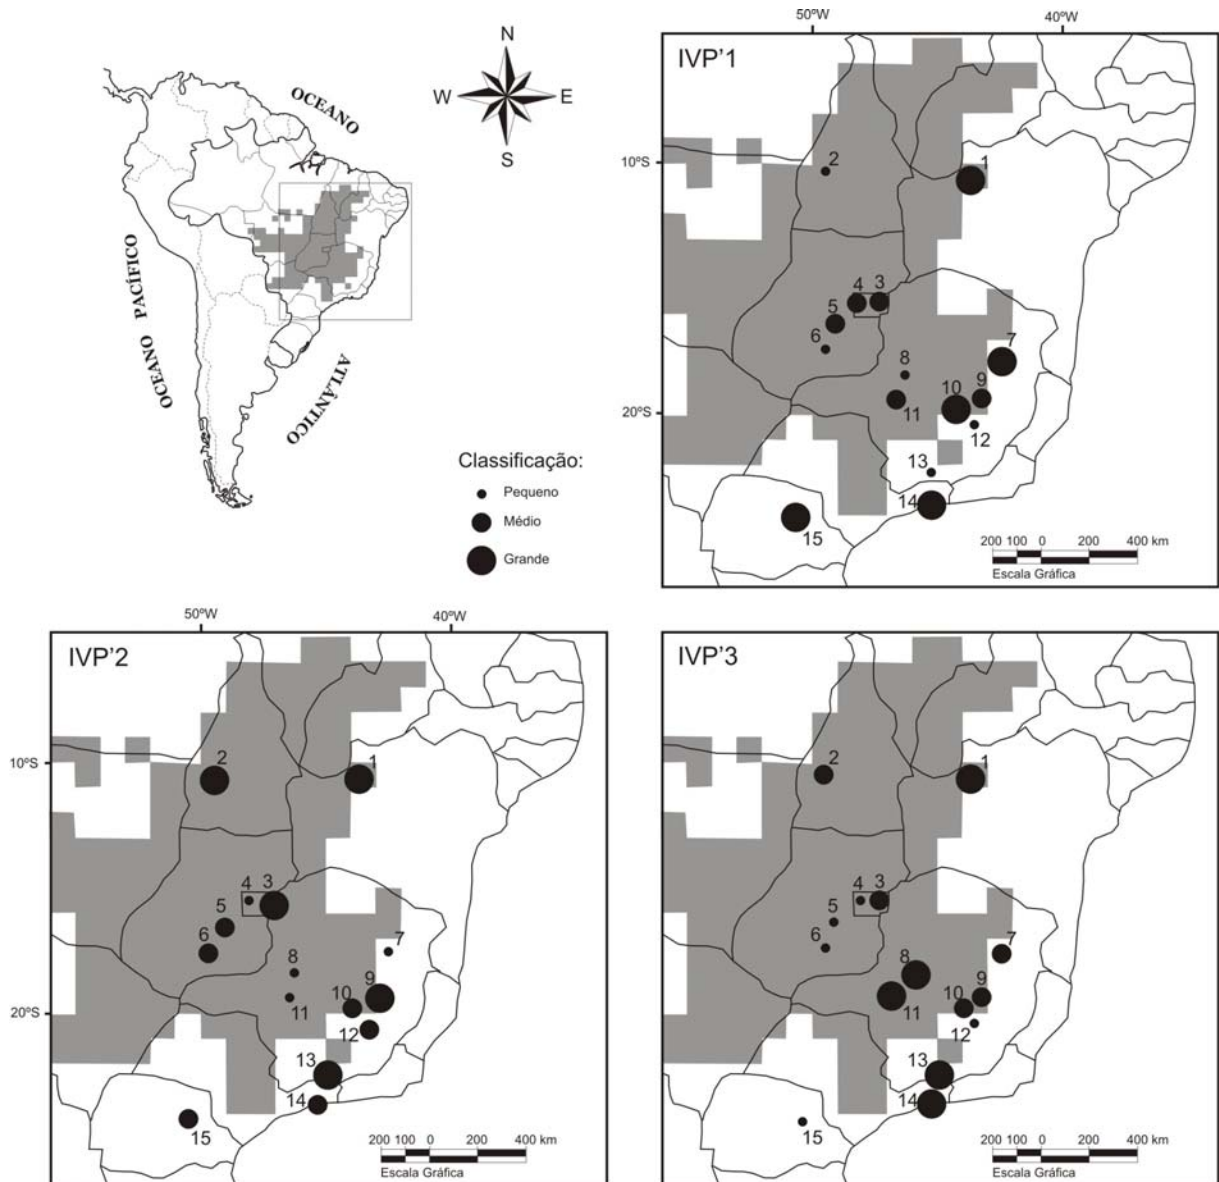 N
W E
S
OCEANO
PACÍFICO
OCEANO
ATLÂNTICO
Classificação:
Pequeno
Médio
Grande
50ºW 40ºW
IVP'1
10ºS
20ºS
1
2
3
4
5
6
7
8
9
10
11
12
13
14
15
200 100 0 200 400 km
Escala Gráfica
50ºW 40ºW
IVP'2
10ºS
20ºS
1
2
3
4
5
6
7
8
9
10
11
12
13
14
15
200 100 0 200 400 km
Escala Gráfica
IVP'3
1
2
3
4
5
6
7
8
9
10
11
12
13
14
15
200 100 0 200 400 km
Escala Gráfica